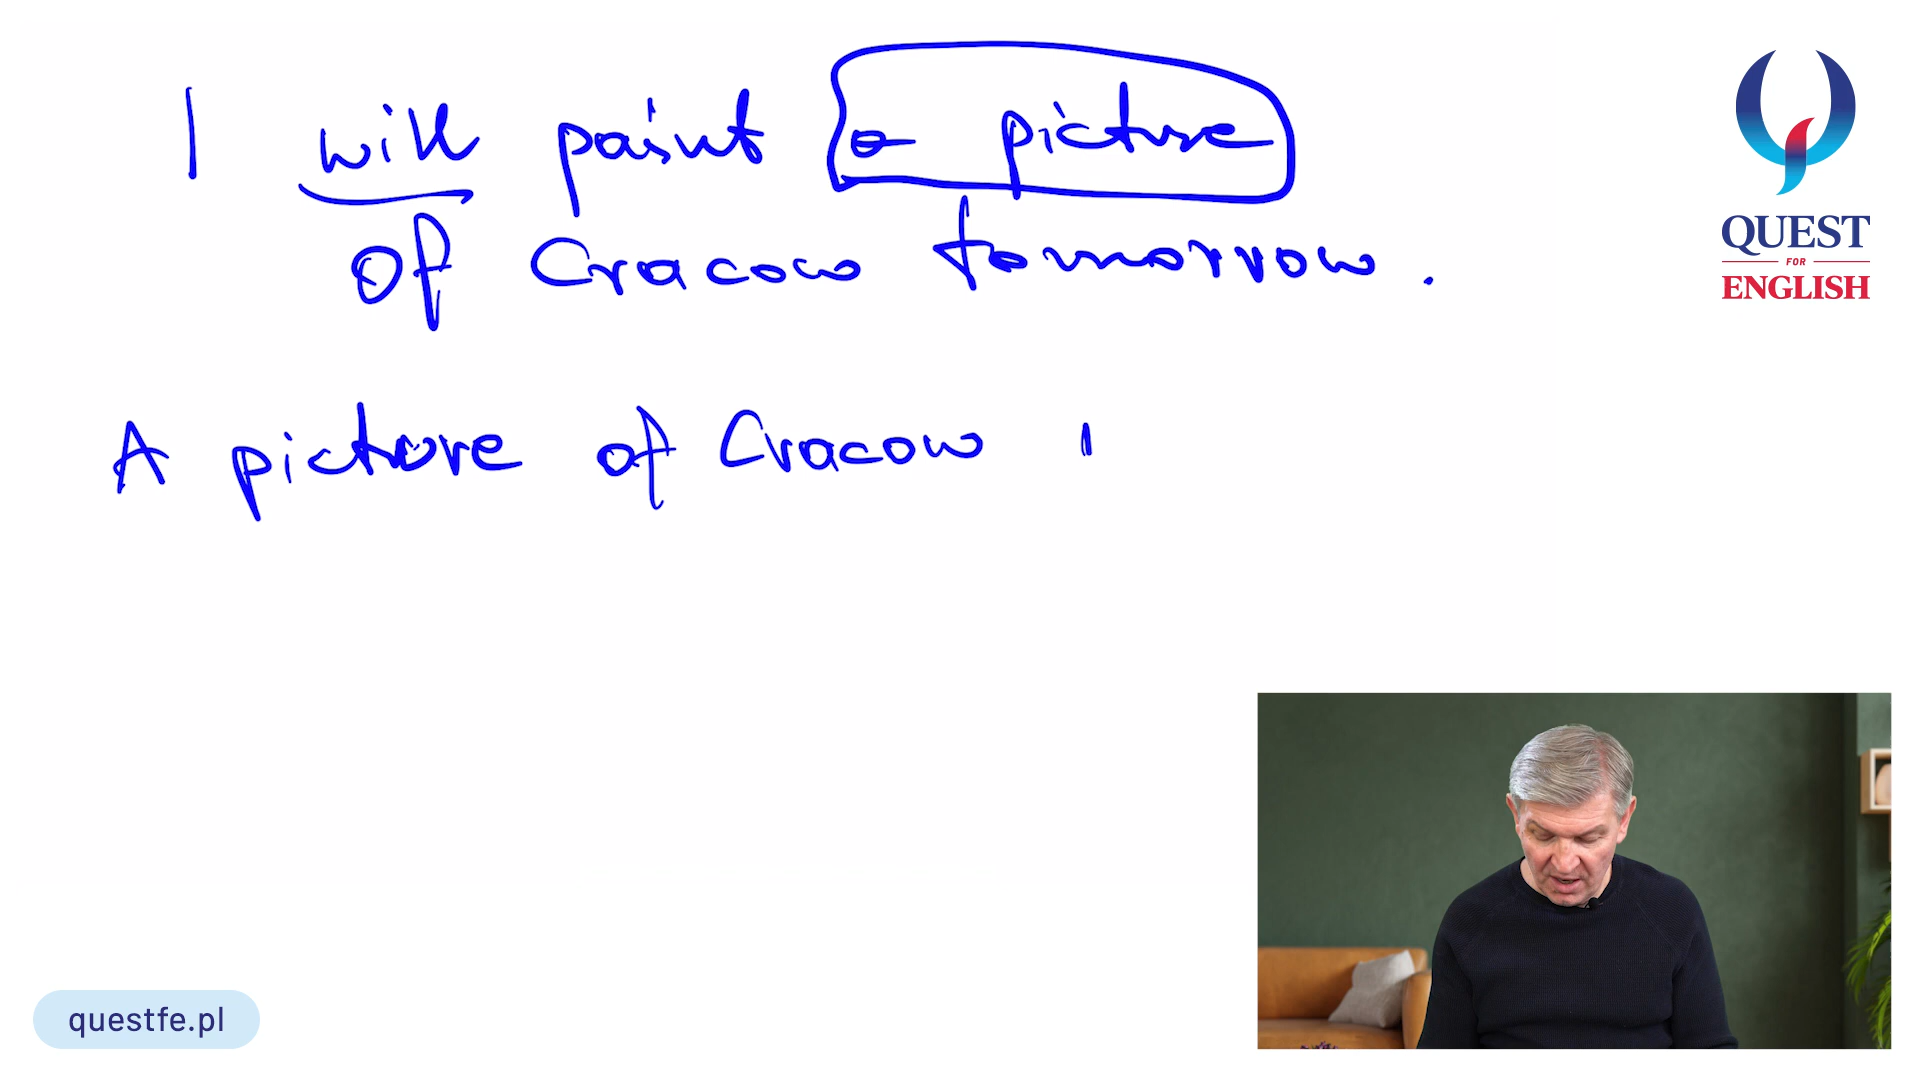 I will paint a picture
of Cracow tomorrow.
A picture of Cracow
QUEST
FOR
ENGLISH
questfe.pl